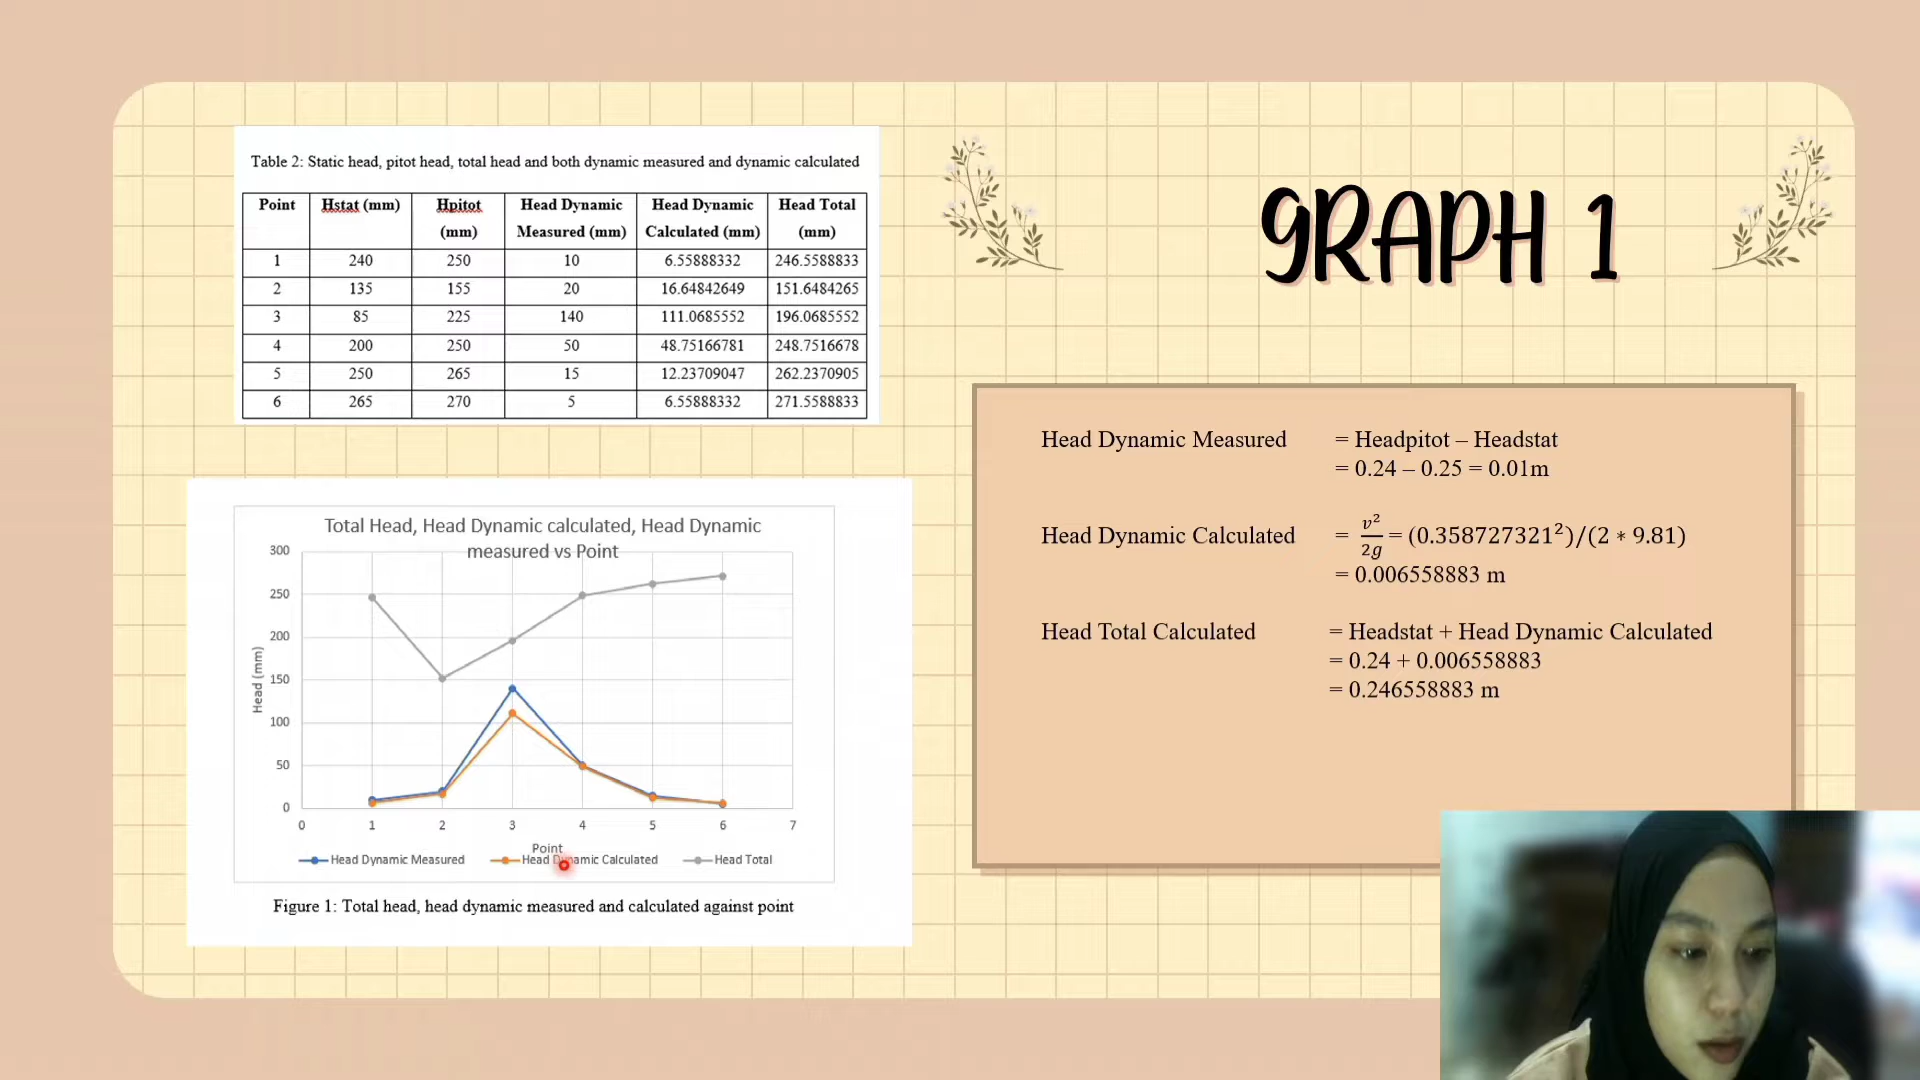 Table 2: Static head, pitot head, total head and both dynamic measured and dynamic calculated
Point Hstat (mm) Hpitot (mm) Head Dynamic Measured (mm) Head Dynamic Calculated (mm) Head Total (mm)
1 240 250 10 6.55888332 246.5588833
2 135 155 20 16.64842649 151.6484265
3 85 225 140 111.0685552 196.0685552
4 200 250 50 48.75166781 248.7516678
5 250 265 15 12.23709047 262.2370905
6 265 270 5 6.55888332 271.5588833
Total Head, Head Dynamic calculated, Head Dynamic
measured vs Point
300
250
200
150
100
50
0
Head (mm)
0 1 2 3 4 5 6 7
Point
Head Dynamic Measured Head Dynamic Calculated Head Total
Figure 1: Total head, head dynamic measured and calculated against point
GRAPH 1
Head Dynamic Measured = Headpitot – Headstat
= 0.24 – 0.25 = 0.01m
Head Dynamic Calculated = v²/2g = (0.358727321²)/(2 * 9.81)
= 0.006558883 m
Head Total Calculated = Headstat + Head Dynamic Calculated
= 0.24 + 0.006558883
= 0.246558883 m